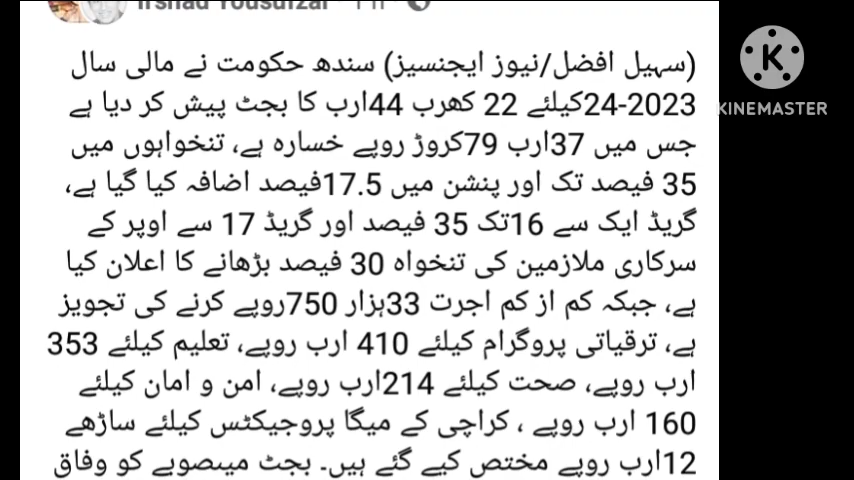 Irshad Yousufzai · 1 h ·
K
KINEMASTER
(سہیل افضل/نیوز ایجنسیز) سندھ حکومت نے مالی سال
2023-24کیلئے 22 کھرب 44ارب کا بجٹ پیش کر دیا ہے
جس میں 37ارب 79کروڑ روپے خسارہ ہے، تنخواہوں میں
35 فیصد تک اور پنشن میں 17.5فیصد اضافہ کیا گیا ہے،
گریڈ ایک سے 16تک 35 فیصد اور گریڈ 17 سے اوپر کے
سرکاری ملازمین کی تنخواہ 30 فیصد بڑھانے کا اعلان کیا
ہے، جبکہ کم از کم اجرت 33ہزار 750روپے کرنے کی تجویز
ہے، ترقیاتی پروگرام کیلئے 410 ارب روپے، تعلیم کیلئے 353
ارب روپے، صحت کیلئے 214ارب روپے، امن و امان کیلئے
160 ارب روپے ، کراچی کے میگا پروجیکٹس کیلئے ساڑھے
12ارب روپے مختص کیے گئے ہیں۔ بجٹ میںصوبے کو وفاق